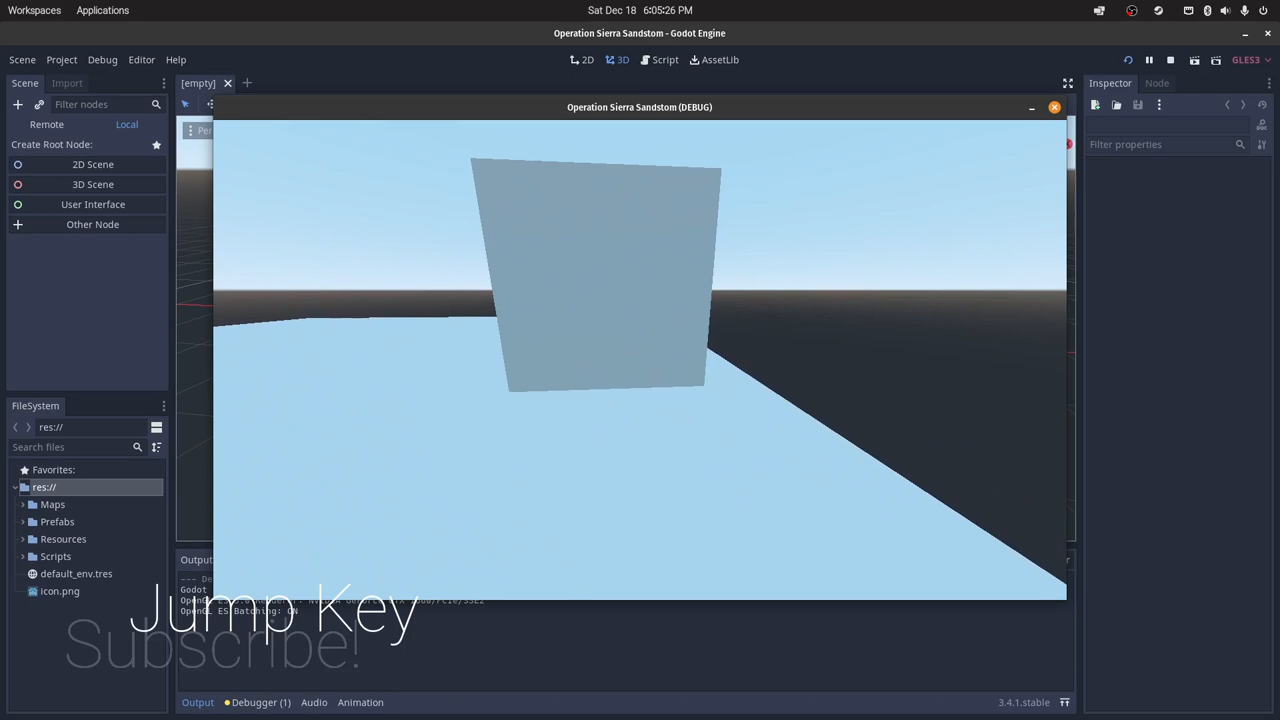 Workspaces Applications Sat Dec 18 6:05:26 PM
Operation Sierra Sandstom - Godot Engine
Scene Project Debug Editor Help 2D 3D Script AssetLib GLES3
Scene Import [empty] Inspector Node
Filter nodes
Operation Sierra Sandstom (DEBUG)
Remote Local
Create Root Node: Filter properties
2D Scene
3D Scene
User Interface
Other Node
FileSystem
res://
Search files
Favorites:
res://
Maps
Prefabs
Resources
Scripts
default_env.tres
icon.png
Output
Godot
OpenGL ES Batching: ON
Jump Key
Subscribe!
Output Debugger (1) Audio Animation 3.4.1.stable